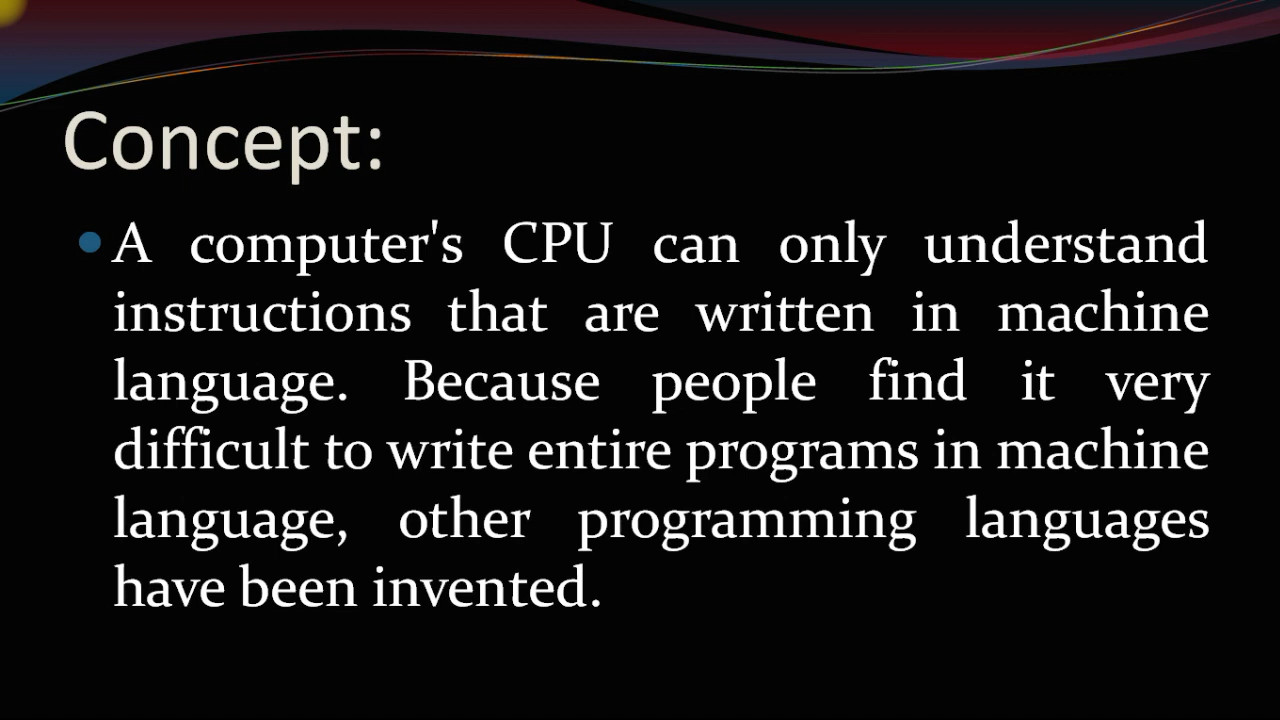 Concept:
A computer's CPU can only understand
instructions that are written in machine
language. Because people find it very
difficult to write entire programs in machine
language, other programming languages
have been invented.